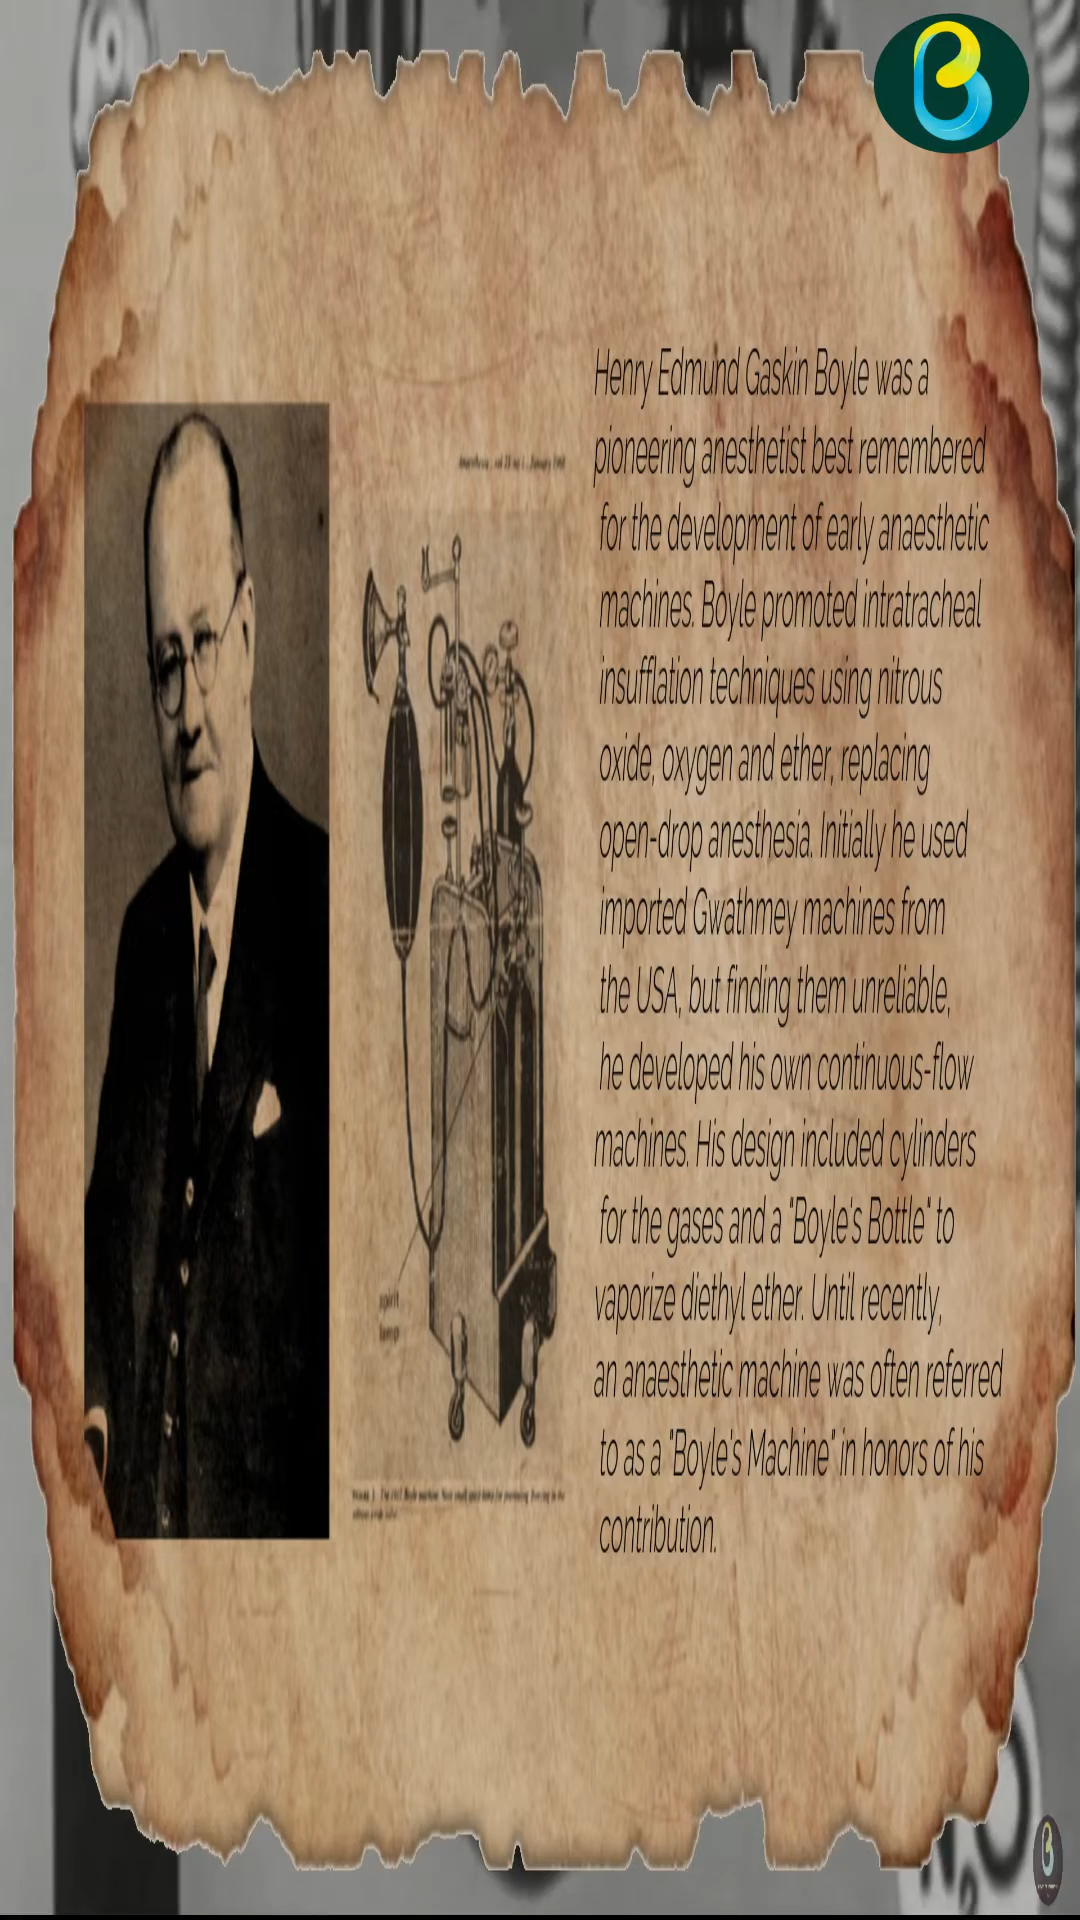 Henry Edmund Gaskin Boyle was a
pioneering anesthetist best remembered
for the development of early anaesthetic
machines. Boyle promoted intratracheal
insufflation techniques using nitrous
oxide, oxygen and ether, replacing
open-drop anesthesia. Initially he used
imported Gwathmey machines from
the USA, but finding them unreliable,
he developed his own continuous-flow
machines. His design included cylinders
for the gases and a "Boyle's Bottle" to
vaporize diethyl ether. Until recently,
an anaesthetic machine was often referred
to as a "Boyle's Machine" in honors of his
contribution.
spirit
lamp
N2O